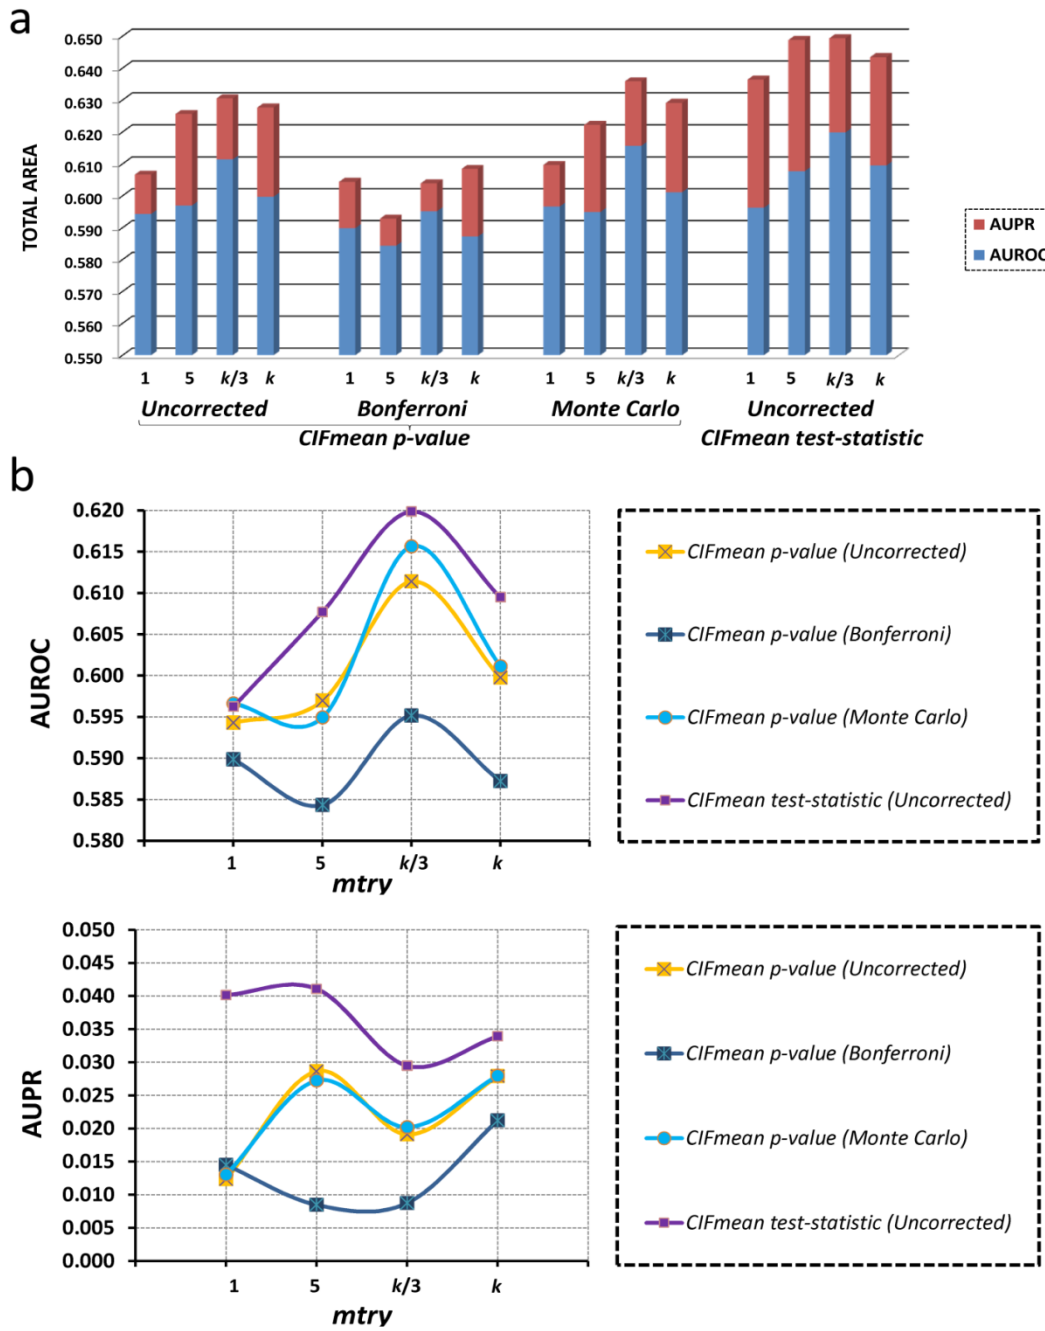 a
0.650
0.640
0.630
0.620
0.610
0.600
0.590
0.580
0.570
0.560
0.550
TOTAL AREA
AUPR
AUROC
1 5 k/3 k 1 5 k/3 k 1 5 k/3 k 1 5 k/3 k
Uncorrected Bonferroni Monte Carlo Uncorrected
CIFmean p-value CIFmean test-statistic
b
0.620
0.615
0.610
0.605
0.600
0.595
0.590
0.585
0.580
AUROC
1 5 k/3 k
mtry
CIFmean p-value (Uncorrected)
CIFmean p-value (Bonferroni)
CIFmean p-value (Monte Carlo)
CIFmean test-statistic (Uncorrected)
0.050
0.045
0.040
0.035
0.030
0.025
0.020
0.015
0.010
0.005
0.000
AUPR
1 5 k/3 k
mtry
CIFmean p-value (Uncorrected)
CIFmean p-value (Bonferroni)
CIFmean p-value (Monte Carlo)
CIFmean test-statistic (Uncorrected)